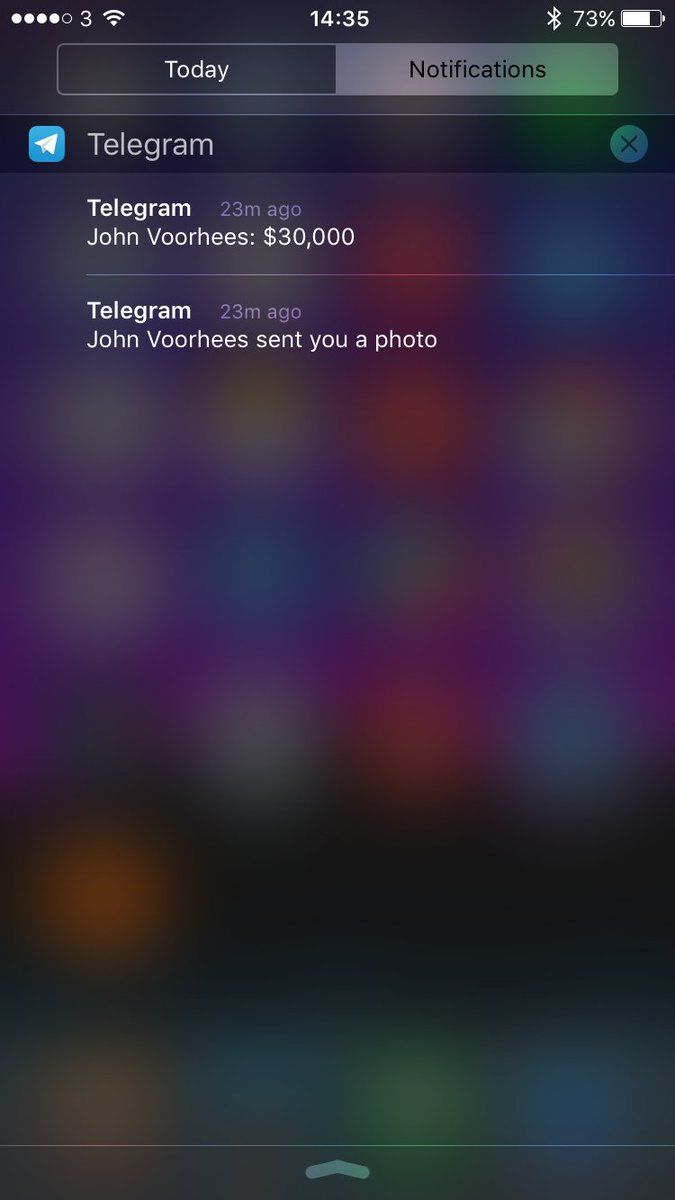 3 14:35 73%
Today Notifications
Telegram
Telegram 23m ago
John Voorhees: $30,000
Telegram 23m ago
John Voorhees sent you a photo